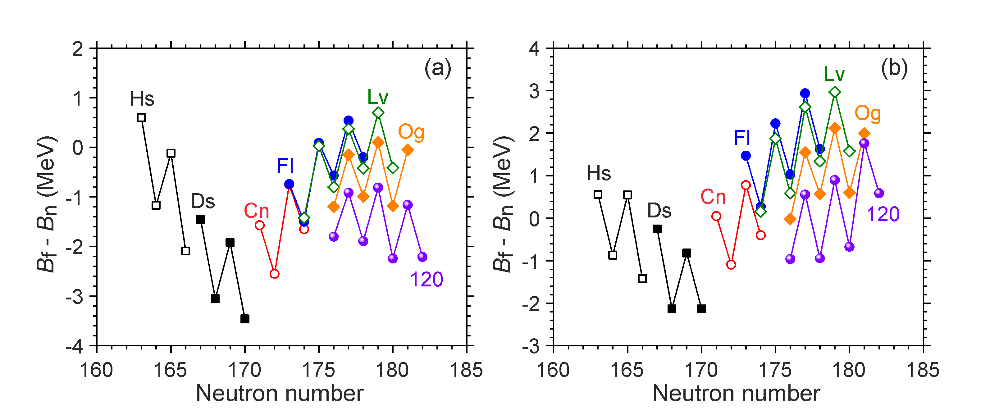 (a)
2
1
0
-1
-2
-3
-4
Bf - Bn (MeV)
Hs
Ds
Cn
Fl
Lv
Og
120
160 165 170 175 180 185
Neutron number
(b)
4
3
2
1
0
-1
-2
-3
Bf - Bn (MeV)
Hs
Ds
Cn
Fl
Lv
Og
120
160 165 170 175 180 185
Neutron number